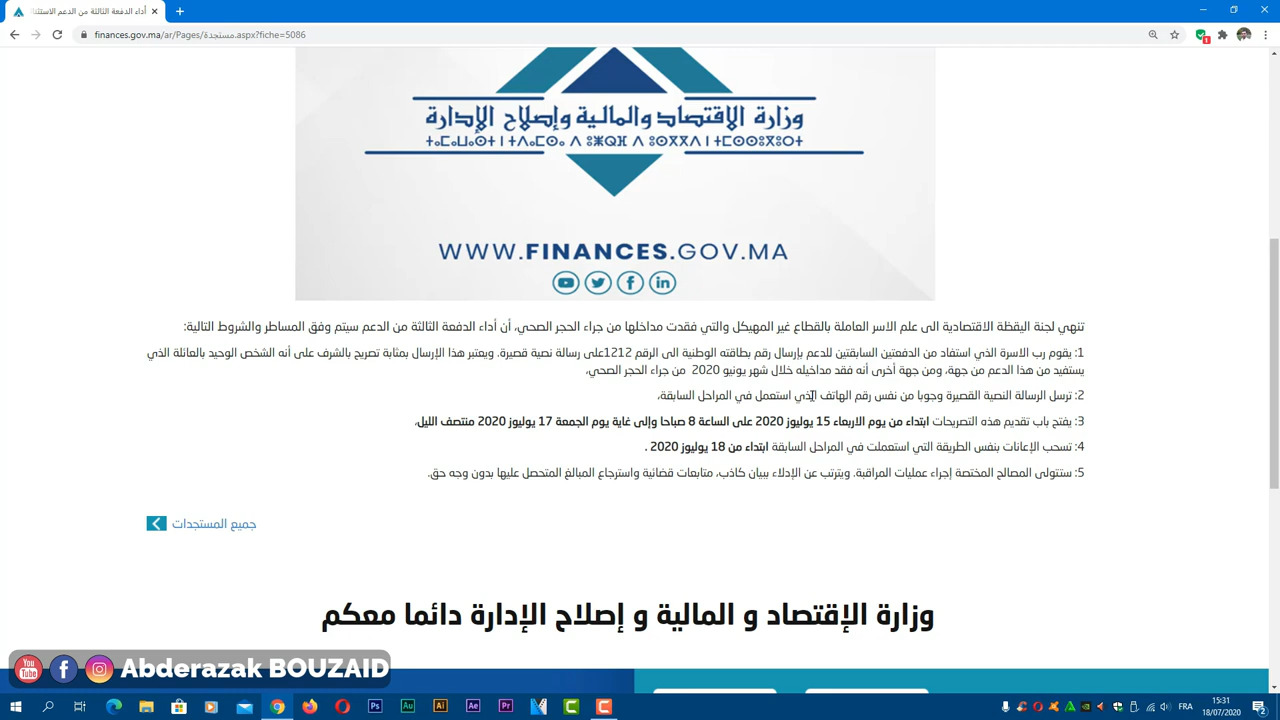 أداء الدفعة الثالثة من الدعم الاستثنا
finances.gov.ma/ar/Pages/مستجدة.aspx?fiche=5086
وزارة الاقتصاد والمالية وإصلاح الإدارة
ⵜⴰⵎⴰⵡⴰⵙⵜ ⵏ ⵜⴷⴰⵎⵙⴰ ⴷ ⵓⵣⵕⴼ ⴷ ⵓⵙⴳⴳⵓ ⵏ ⵜⵎⵙⵙⵓⴳⵓⵔⵜ
WWW.FINANCES.GOV.MA
تنهي لجنة اليقظة الاقتصادية الى علم الاسر العاملة بالقطاع غير المهيكل والتي فقدت مداخلها من جراء الحجر الصحي، أن أداء الدفعة الثالثة من الدعم سيتم وفق المساطر والشروط التالية:
1: يقوم رب الاسرة الذي استفاد من الدفعتين السابقتين للدعم بإرسال رقم بطاقته الوطنية الى الرقم 1212على رسالة نصية قصيرة. ويعتبر هذا الإرسال بمثابة تصريح بالشرف على أنه الشخص الوحيد بالعائلة الذي
يستفيد من هذا الدعم من جهة، ومن جهة أخرى أنه فقد مداخيله خلال شهر يونيو 2020 من جراء الحجر الصحي،
2: ترسل الرسالة النصية القصيرة وجوبا من نفس رقم الهاتف الذي استعمل في المراحل السابقة،
3: يفتح باب تقديم هذه التصريحات ابتداء من يوم الاربعاء 15 يوليوز 2020 على الساعة 8 صباحا وإلى غاية يوم الجمعة 17 يوليوز 2020 منتصف الليل،
4: تسحب الإعانات بنفس الطريقة التي استعملت في المراحل السابقة ابتداء من 18 يوليوز 2020 .
5: ستتولى المصالح المختصة إجراء عمليات المراقبة. ويترتب عن الإدلاء ببيان كاذب، متابعات قضائية واسترجاع المبالغ المتحصل عليها بدون وجه حق.
جميع المستجدات
وزارة الإقتصاد و المالية و إصلاح الإدارة دائما معكم
Abderazak BOUZAID
FRA
15:31
18/07/2020